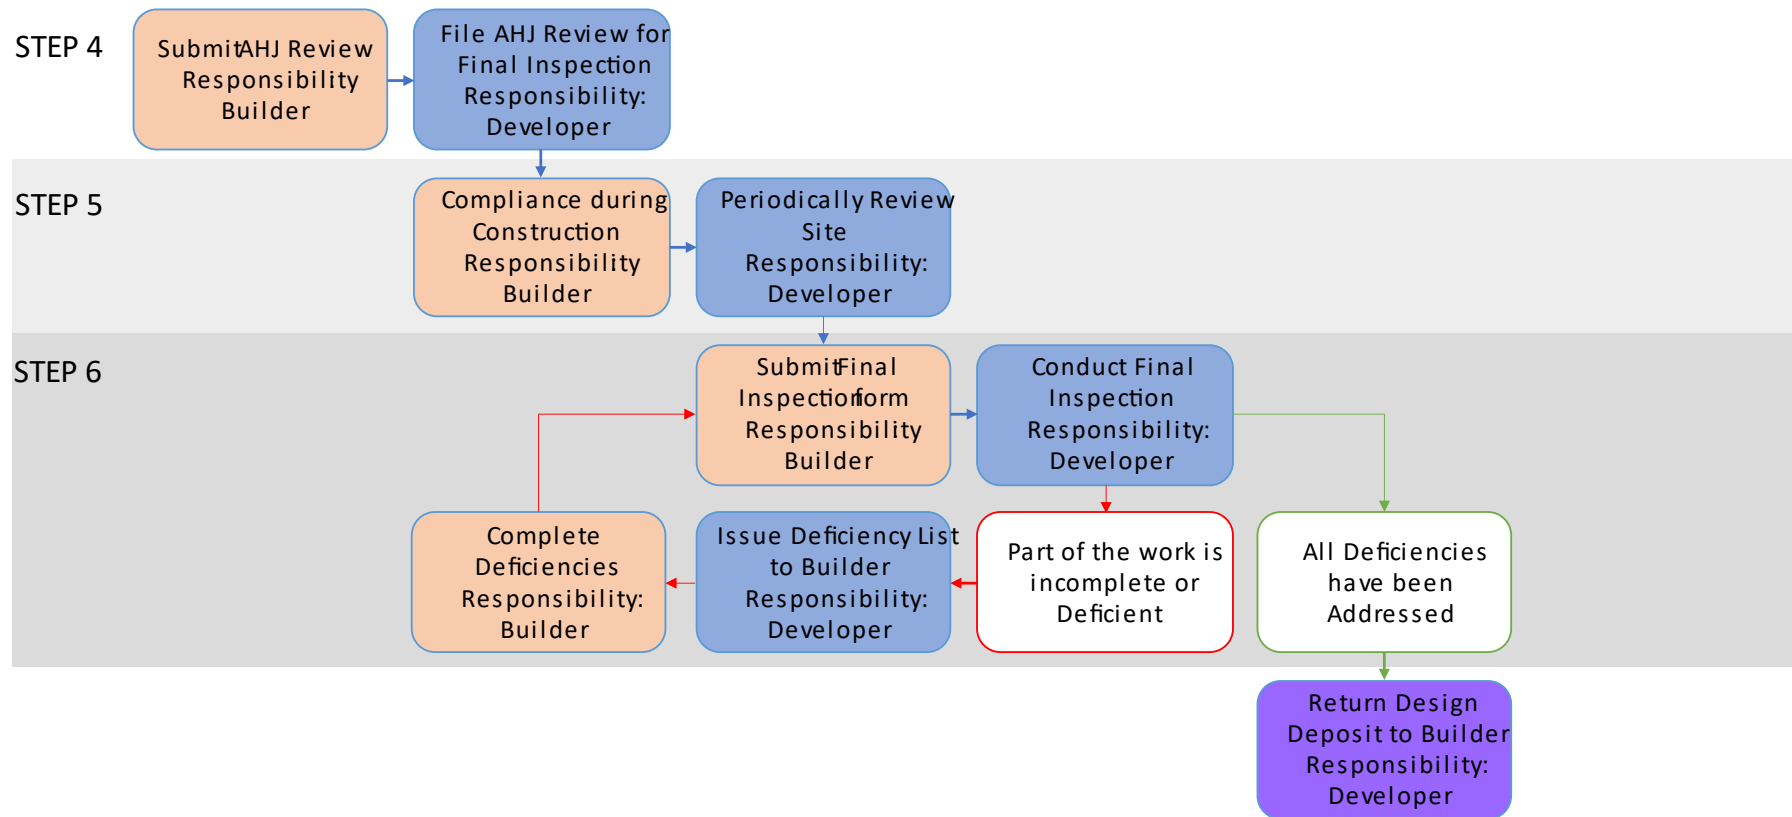 STEP 4
SubmitAHJ Review
Responsibility
Builder
File AHJ Review for
Final Inspection
Responsibility:
Developer
STEP 5
Compliance during
Construction
Responsibility
Builder
Periodically Review
Site
Responsibility:
Developer
STEP 6
SubmitFinal
Inspectionform
Responsibility
Builder
Conduct Final
Inspection
Responsibility:
Developer
Complete
Deficiencies
Responsibility:
Builder
Issue Deficiency List
to Builder
Responsibility:
Developer
Part of the work is
incomplete or
Deficient
All Deficiencies
have been
Addressed
Return Design
Deposit to Builder
Responsibility:
Developer